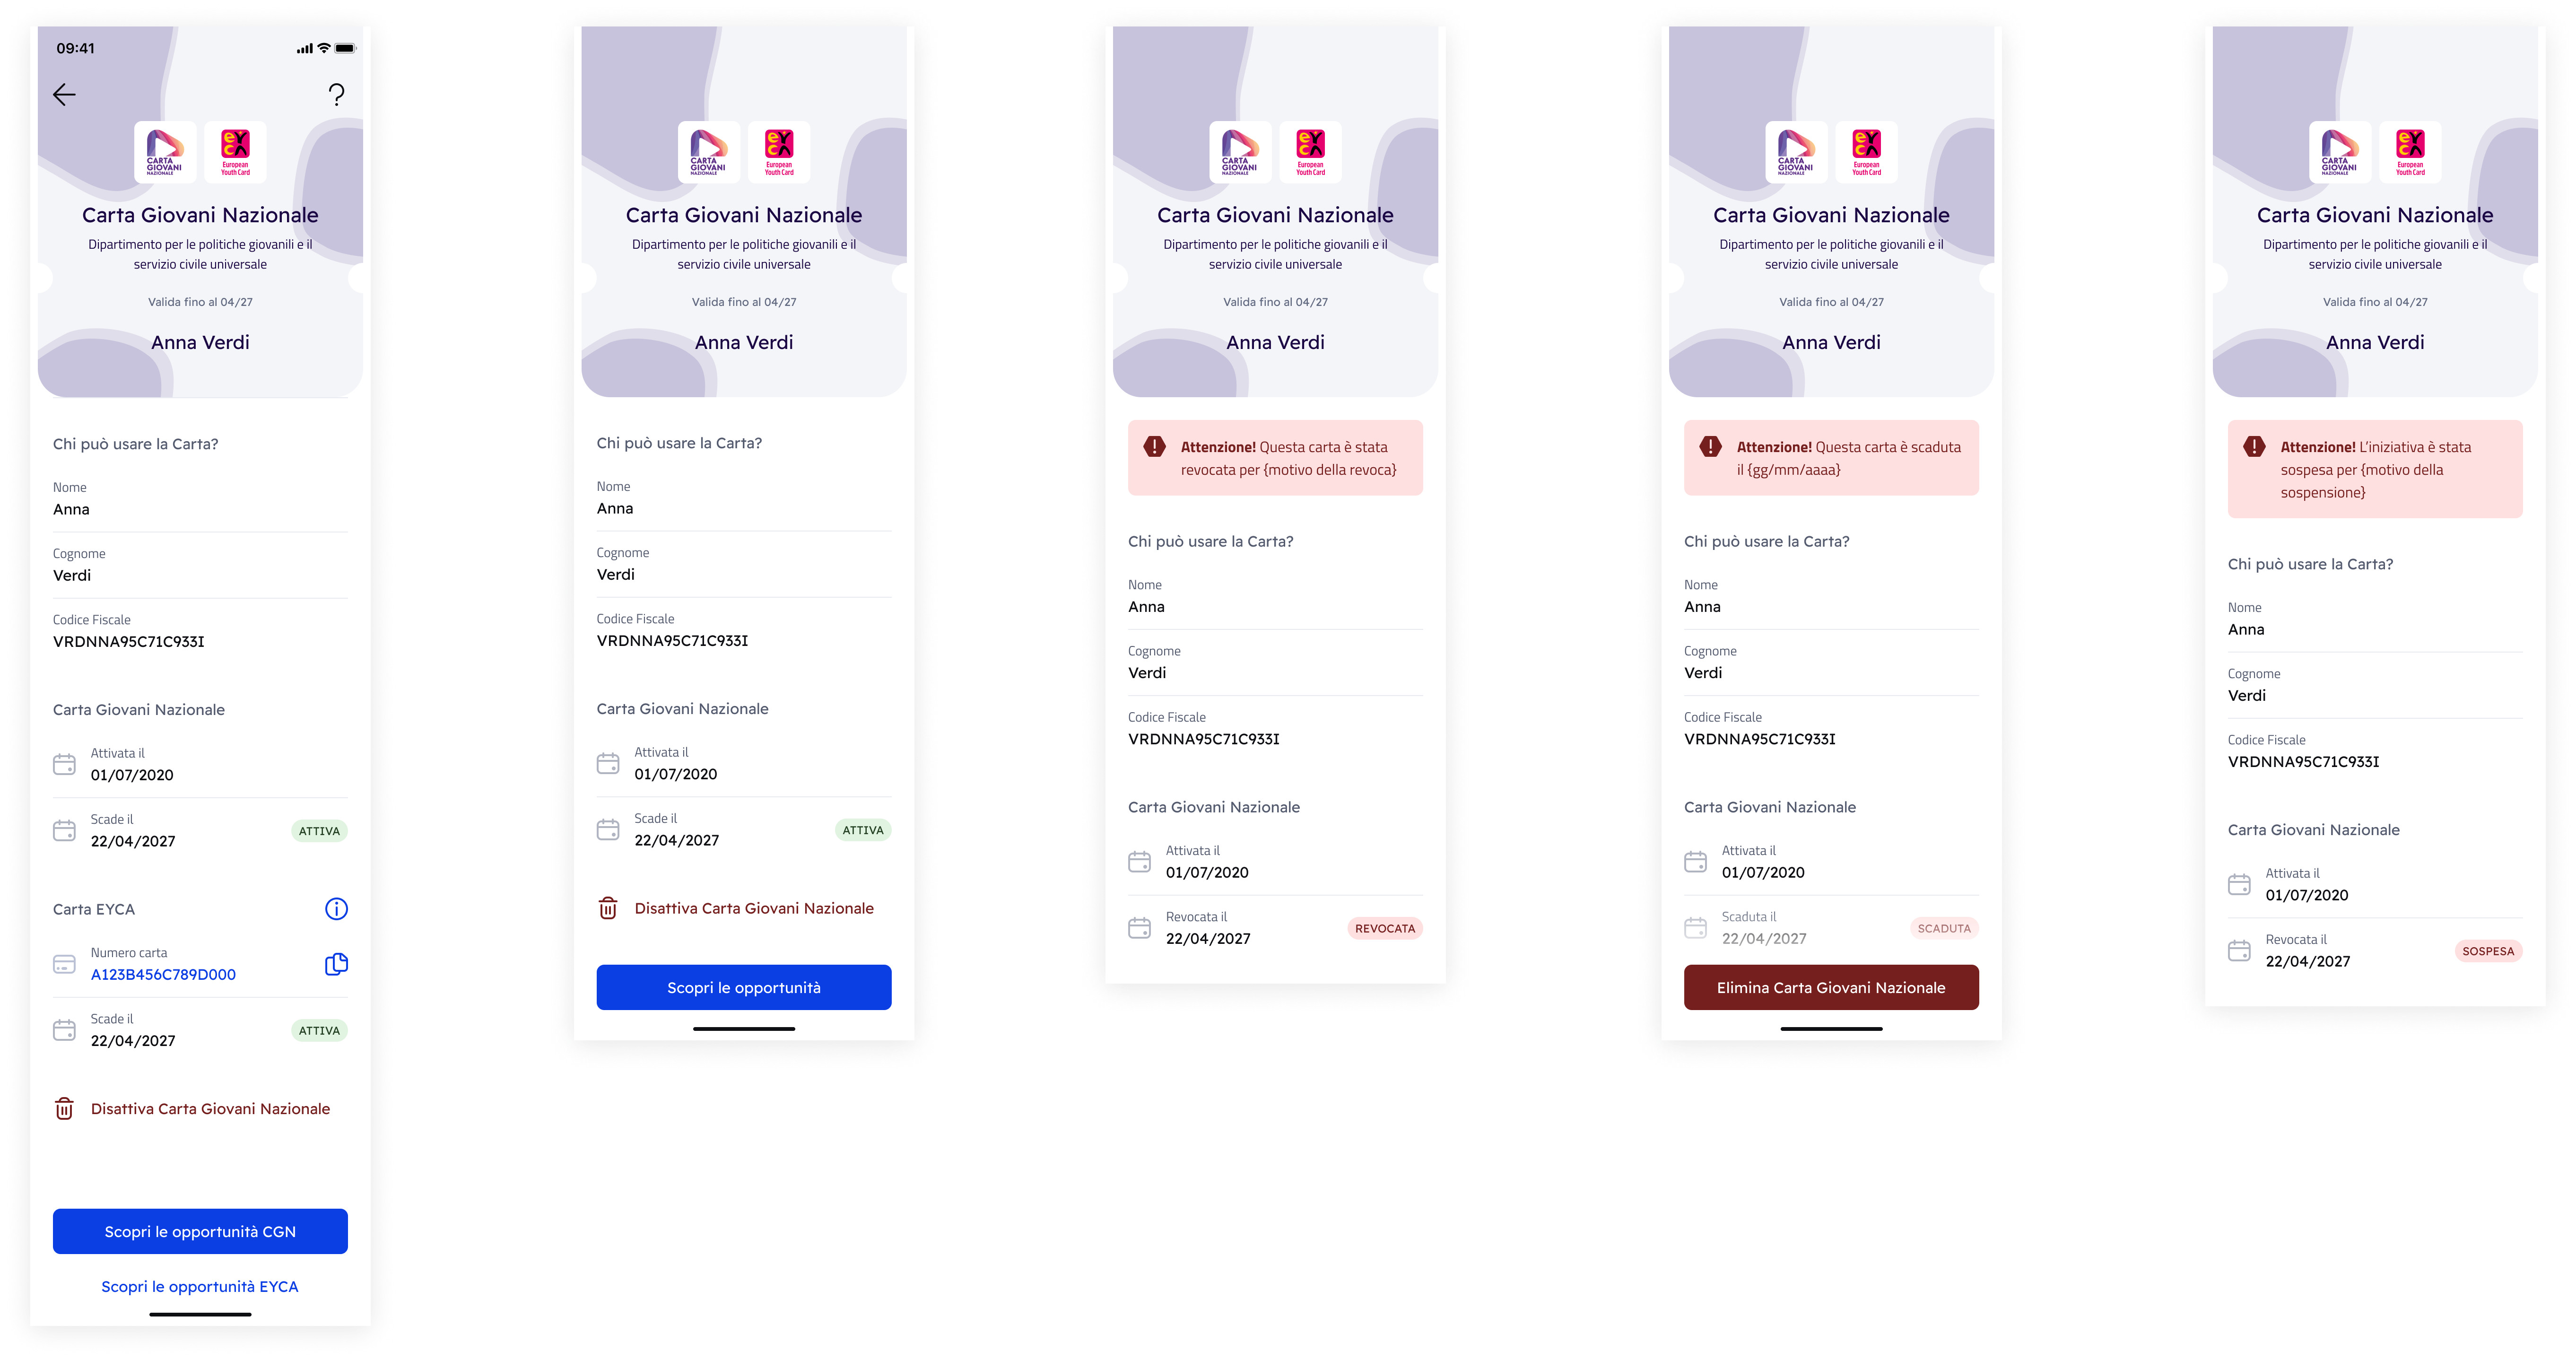 09:41
CARTA
GIOVANI
NAZIONALE
eyca
European
Youth Card
Carta Giovani Nazionale
Dipartimento per le politiche giovanili e il
servizio civile universale
Valida fino al 04/27
Anna Verdi
Chi può usare la Carta?
Nome
Anna
Cognome
Verdi
Codice Fiscale
VRDNNA95C71C933I
Carta Giovani Nazionale
Attivata il
01/07/2020
Scade il
22/04/2027
ATTIVA
Carta EYCA
Numero carta
A123B456C789D000
Scade il
22/04/2027
ATTIVA
Disattiva Carta Giovani Nazionale
Scopri le opportunità CGN
Scopri le opportunità EYCA
CARTA
GIOVANI
NAZIONALE
eyca
European
Youth Card
Carta Giovani Nazionale
Dipartimento per le politiche giovanili e il
servizio civile universale
Valida fino al 04/27
Anna Verdi
Chi può usare la Carta?
Nome
Anna
Cognome
Verdi
Codice Fiscale
VRDNNA95C71C933I
Carta Giovani Nazionale
Attivata il
01/07/2020
Scade il
22/04/2027
ATTIVA
Disattiva Carta Giovani Nazionale
Scopri le opportunità
CARTA
GIOVANI
NAZIONALE
eyca
European
Youth Card
Carta Giovani Nazionale
Dipartimento per le politiche giovanili e il
servizio civile universale
Valida fino al 04/27
Anna Verdi
Attenzione! Questa carta è stata
revocata per {motivo della revoca}
Chi può usare la Carta?
Nome
Anna
Cognome
Verdi
Codice Fiscale
VRDNNA95C71C933I
Carta Giovani Nazionale
Attivata il
01/07/2020
Revocata il
22/04/2027
REVOCATA
CARTA
GIOVANI
NAZIONALE
eyca
European
Youth Card
Carta Giovani Nazionale
Dipartimento per le politiche giovanili e il
servizio civile universale
Valida fino al 04/27
Anna Verdi
Attenzione! Questa carta è scaduta
il {gg/mm/aaaa}
Chi può usare la Carta?
Nome
Anna
Cognome
Verdi
Codice Fiscale
VRDNNA95C71C933I
Carta Giovani Nazionale
Attivata il
01/07/2020
Scaduta il
22/04/2027
SCADUTA
Elimina Carta Giovani Nazionale
CARTA
GIOVANI
NAZIONALE
eyca
European
Youth Card
Carta Giovani Nazionale
Dipartimento per le politiche giovanili e il
servizio civile universale
Valida fino al 04/27
Anna Verdi
Attenzione! L’iniziativa è stata
sospesa per {motivo della
sospensione}
Chi può usare la Carta?
Nome
Anna
Cognome
Verdi
Codice Fiscale
VRDNNA95C71C933I
Carta Giovani Nazionale
Attivata il
01/07/2020
Revocata il
22/04/2027
SOSPESA